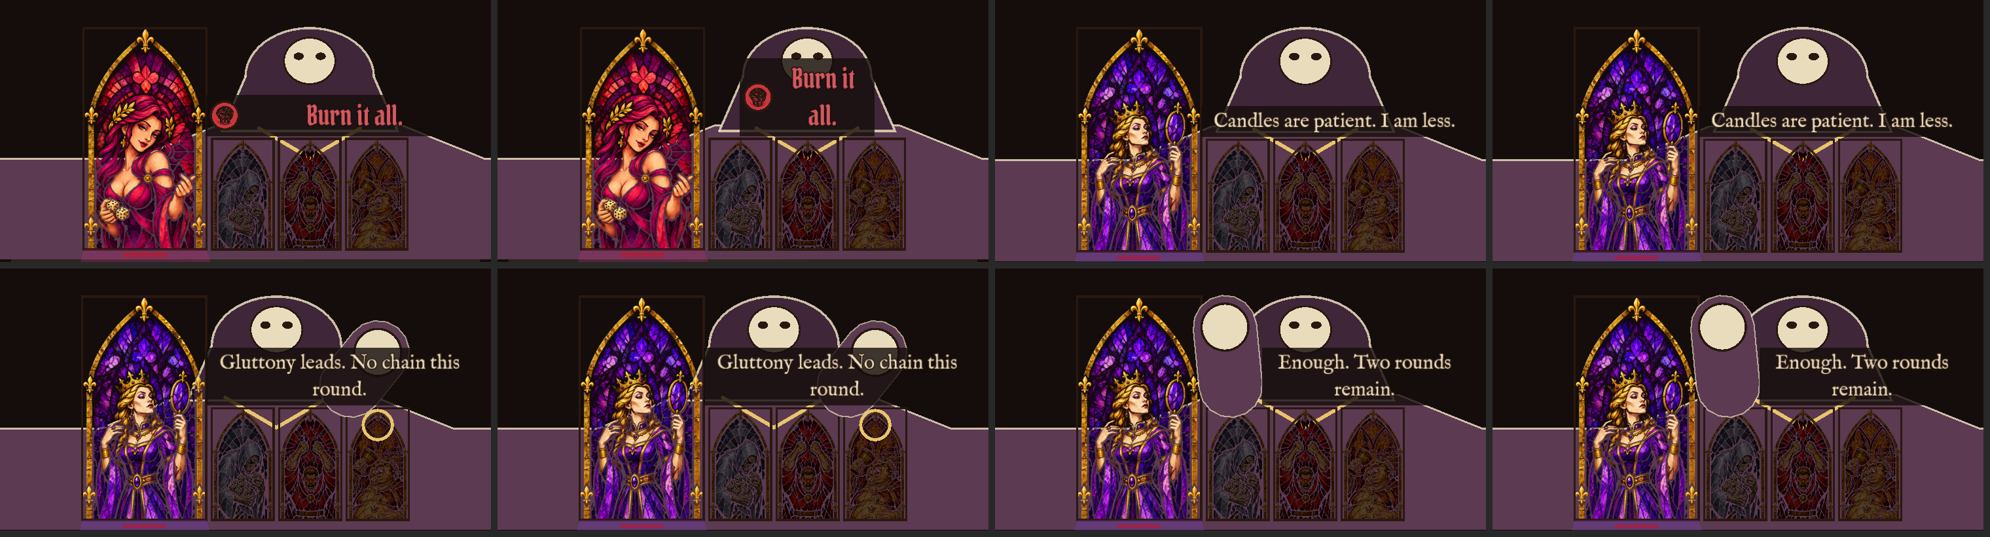 Burn it all.
Burn it
all.
Candles are patient. I am less.
Candles are patient. I am less.
Gluttony leads. No chain this
round.
Gluttony leads. No chain this
round.
Enough. Two rounds
remain.
Enough. Two rounds
remain.